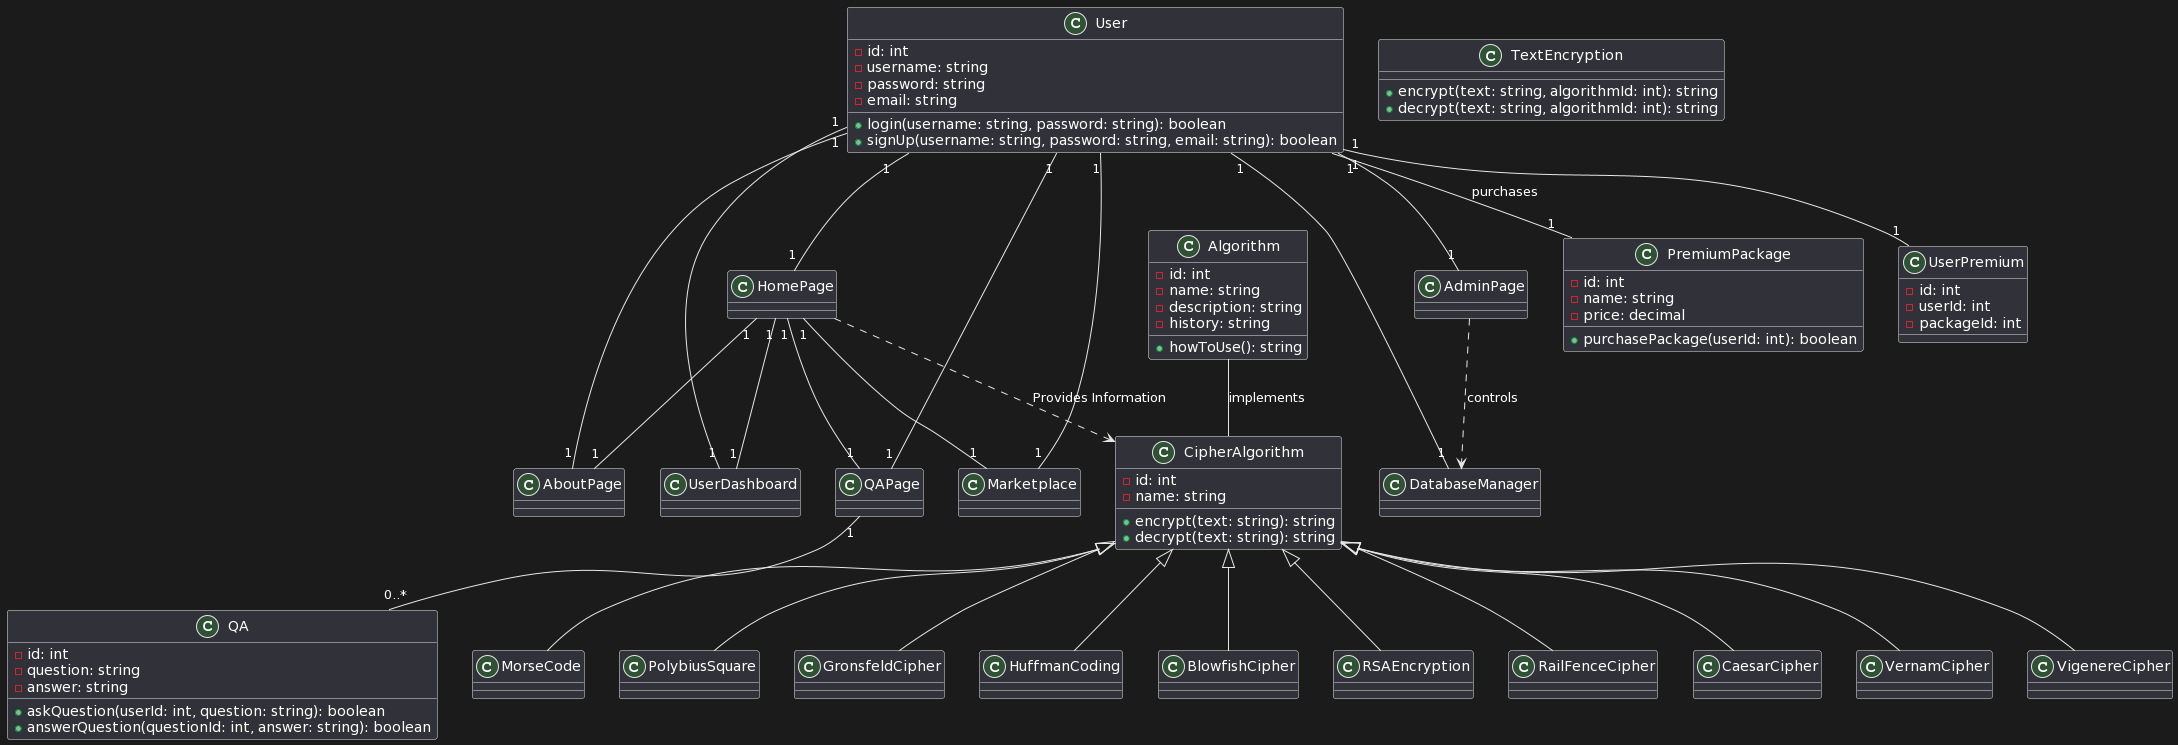 C User
id: int
username: string
password: string
email: string
login(username: string, password: string): boolean
signUp(username: string, password: string, email: string): boolean
C TextEncryption
encrypt(text: string, algorithmId: int): string
decrypt(text: string, algorithmId: int): string
1
1
1
1
1
1
1
1
1
purchases
1
1
1
1
C HomePage
C Algorithm
id: int
name: string
description: string
history: string
howToUse(): string
C AdminPage
C PremiumPackage
id: int
name: string
price: decimal
purchasePackage(userId: int): boolean
C UserPremium
id: int
userId: int
packageId: int
1
1
1
1
Provides Information
implements
controls
1
1
1
1
1
1
1
1
1
C AboutPage
C UserDashboard
C QAPage
C Marketplace
C CipherAlgorithm
id: int
name: string
encrypt(text: string): string
decrypt(text: string): string
C DatabaseManager
1
0..*
C QA
id: int
question: string
answer: string
askQuestion(userId: int, question: string): boolean
answerQuestion(questionId: int, answer: string): boolean
C MorseCode
C PolybiusSquare
C GronsfeldCipher
C HuffmanCoding
C BlowfishCipher
C RSAEncryption
C RailFenceCipher
C CaesarCipher
C VernamCipher
C VigenereCipher